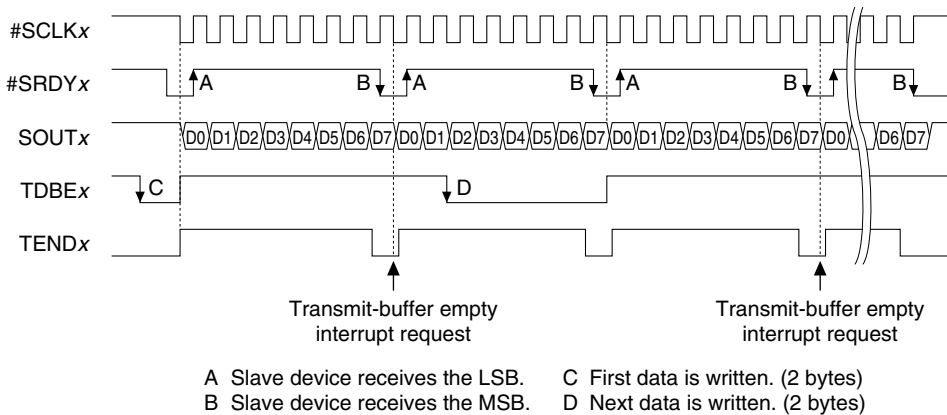 #SCLKx
#SRDYx A B A B A B B
SOUTx D0 D1 D2 D3 D4 D5 D6 D7 D0 D1 D2 D3 D4 D5 D6 D7 D0 D1 D2 D3 D4 D5 D6 D7 D0 D6 D7
TDBEx C D
TENDx
Transmit-buffer empty
interrupt request
Transmit-buffer empty
interrupt request
A Slave device receives the LSB. C First data is written. (2 bytes)
B Slave device receives the MSB. D Next data is written. (2 bytes)